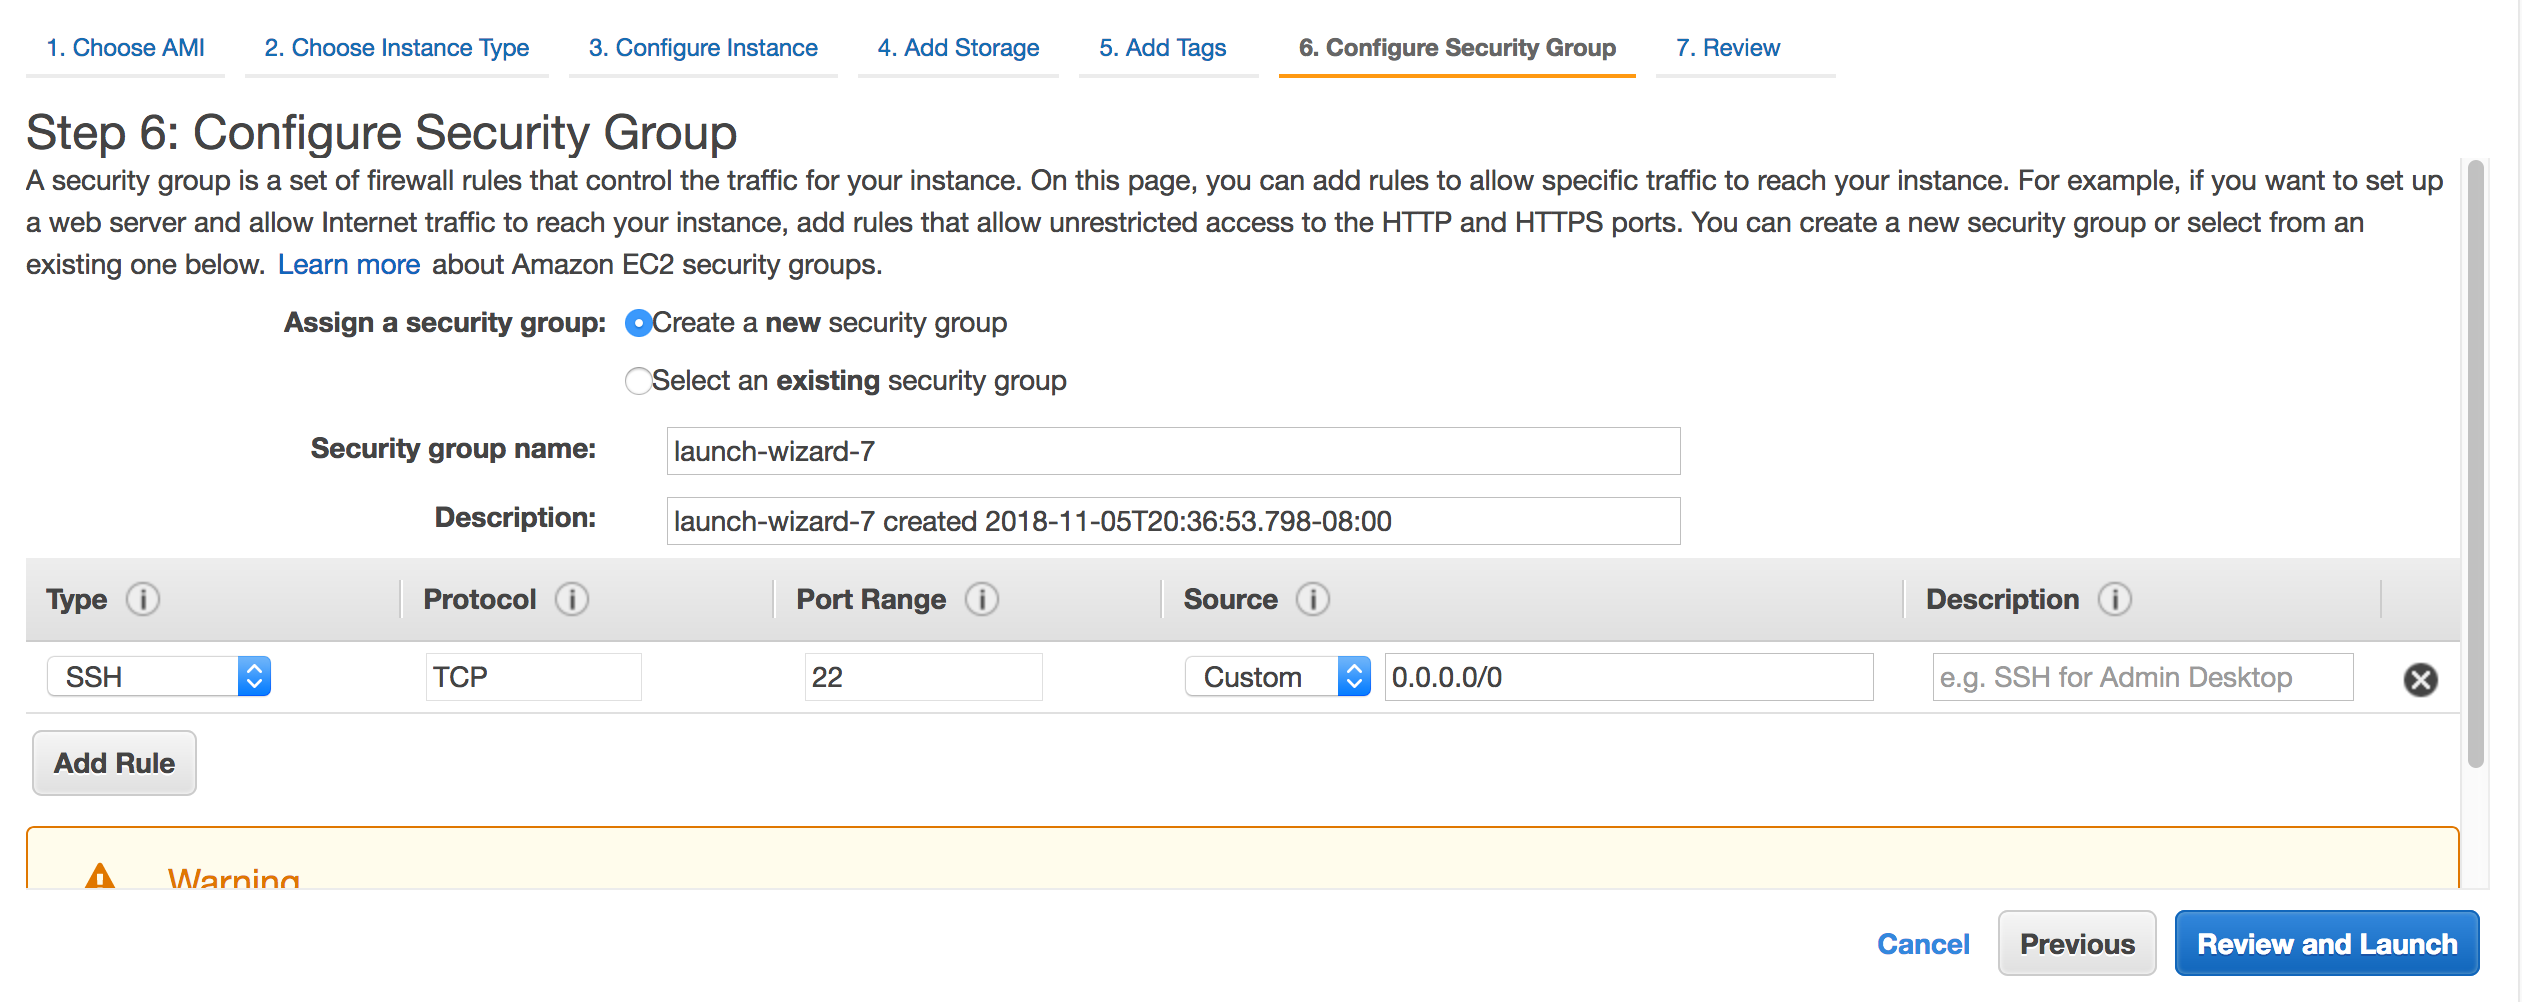 1. Choose AMI
2. Choose Instance Type
3. Configure Instance
4. Add Storage
5. Add Tags
6. Configure Security Group
7. Review
Step 6: Configure Security Group
A security group is a set of firewall rules that control the traffic for your instance. On this page, you can add rules to allow specific traffic to reach your instance. For example, if you want to set up
a web server and allow Internet traffic to reach your instance, add rules that allow unrestricted access to the HTTP and HTTPS ports. You can create a new security group or select from an
existing one below. Learn more about Amazon EC2 security groups.
Assign a security group: Create a new security group
Select an existing security group
Security group name: launch-wizard-7
Description: launch-wizard-7 created 2018-11-05T20:36:53.798-08:00
Type Protocol Port Range Source Description
SSH TCP 22 Custom 0.0.0.0/0 e.g. SSH for Admin Desktop
Add Rule
Warning
Cancel Previous Review and Launch